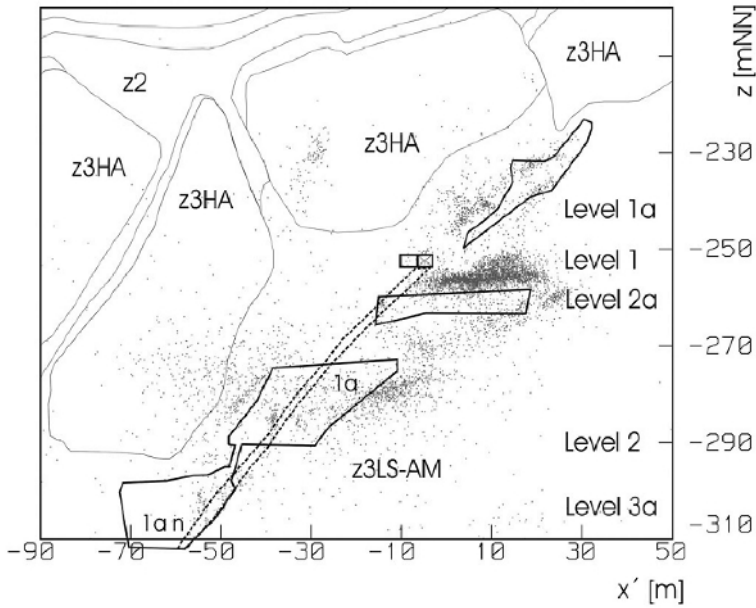 z [mNN]
z3HA
z2
z3HA
z3HA
z3HA
-230
Level 1a
-250
Level 1
Level 2a
-270
1a
Level 2
-290
z3LS-AM
Level 3a
1a n
-310
-90 -70 -50 -30 -10 10 30 50
x´ [m]